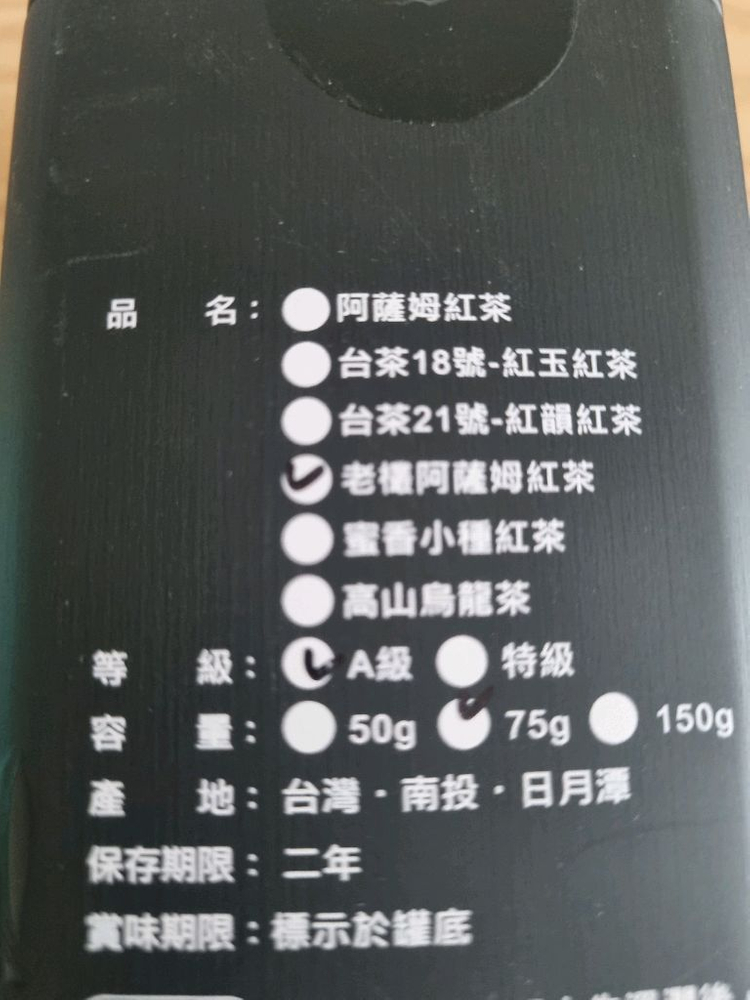 品名：阿薩姆紅茶
台茶18號-紅玉紅茶
台茶21號-紅韻紅茶
老欉阿薩姆紅茶
蜜香小種紅茶
高山烏龍茶
等級：A級 特級
容量：50g 75g 150g
產地：台灣·南投·日月潭
保存期限：二年
賞味期限：標示於罐底